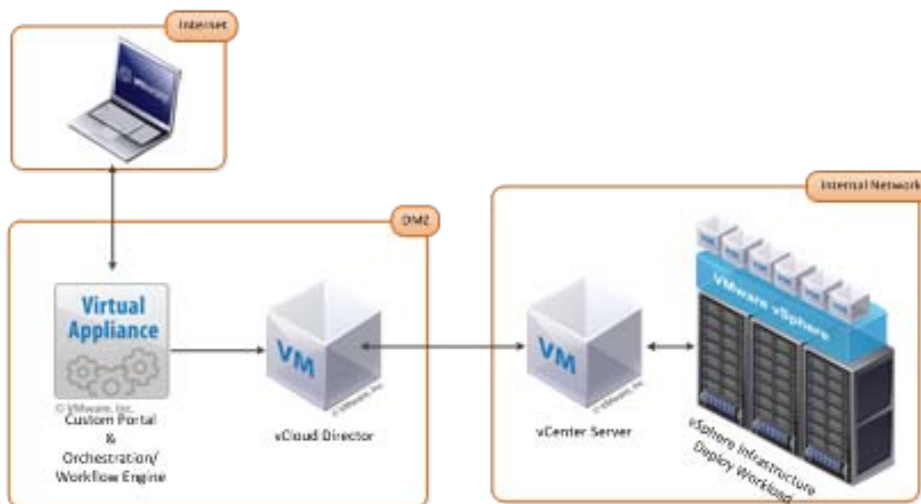 Internet
Internal Network
DMZ
Virtual
Appliance
VMware vSphere
VM
VM
© VMware, Inc.
© VMware, Inc
© VMware, Inc
Custom Portal
&
Orchestration/
Workflow Engine
vCloud Director
vCenter Server
vSphere Infrastructure
Deploy Workload